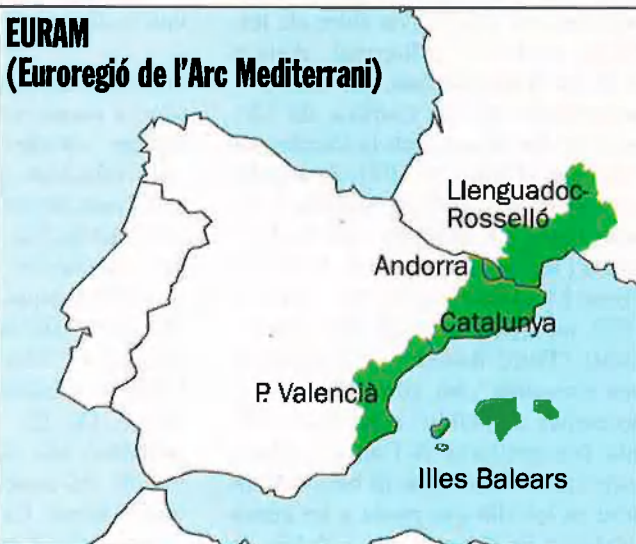 EURAM
(Euroregió de l'Arc Mediterrani)
Llenguadoc-
Rosselló
Andorra
Catalunya
P. Valencià
Illes Balears